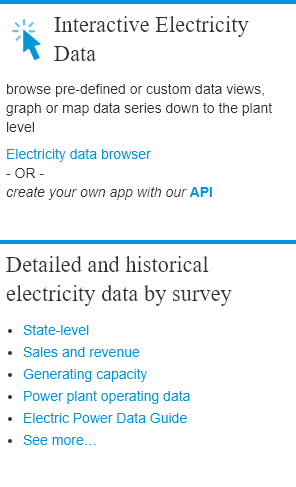 Interactive Electricity
Data
browse pre-defined or custom data views,
graph or map data series down to the plant
level
Electricity data browser
- OR -
create your own app with our API
Detailed and historical
electricity data by survey
• State-level
• Sales and revenue
• Generating capacity
• Power plant operating data
• Electric Power Data Guide
• See more…